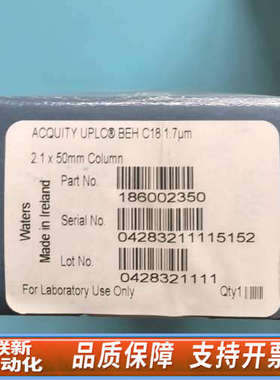 ACQUITY UPLC® BEH C18 1.7µm
2.1 x 50mm Column
Part No.
186002350
Serial No.
04283211115152
Lot No.
0428321111
For Laboratory Use Only
Qty1
Waters
Made in Ireland
联新
自动化
品质保障 支持开票